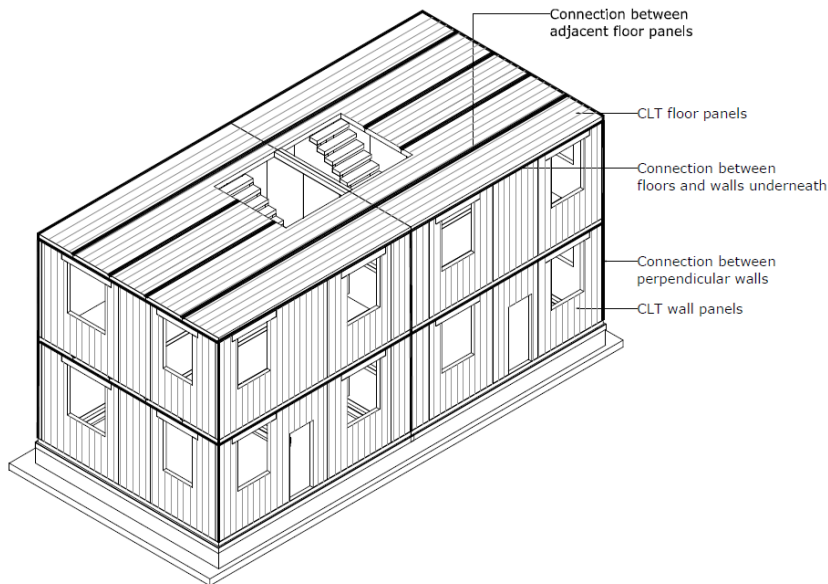 Connection between
adjacent floor panels
CLT floor panels
Connection between
floors and walls underneath
Connection between
perpendicular walls
CLT wall panels